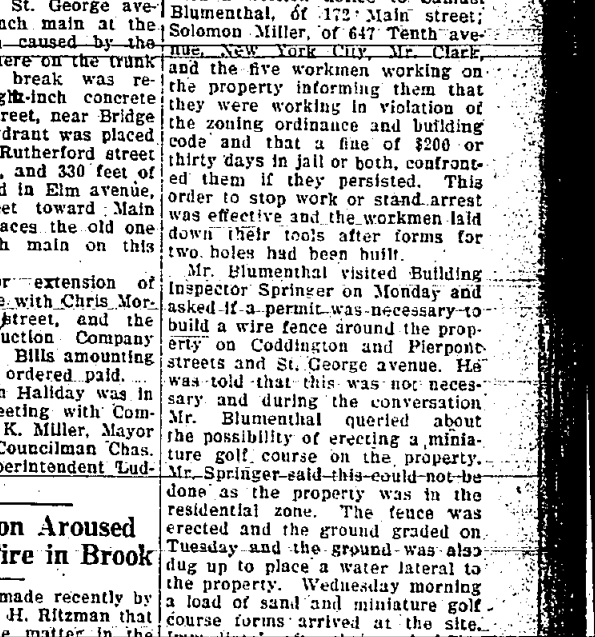 St. George ave-
nch main at the
caused by the
ere on the trunk
break was re-
ght-inch concrete
reet, near Bridge
drant was placed
Rutherford street
, and 330 feet of
d in Elm avenue,
et toward Main
aces the old one
h main on this
or extension of
e with Chris Mor-
street, and the
uction Company
Bills amounting
ordered paid.
n Haliday was in
eeting with Com-
K. Miller, Mayor
Councilman Chas.
perintendent Lud-
on Aroused
ire in Brook
made recently by
H. Ritzman that
e matter in the
Blumenthal, of 172 Main street;
Solomon Miller, of 647 Tenth ave-
nue, New York City, Mr. Clark,
and the five workmen working on
the property informing them that
they were working in violation of
the zoning ordinance and building
code and that a fine of $200 or
thirty days in jail or both, confront-
ed them if they persisted. This
order to stop work or stand arrest
was effective and the workmen laid
down their tools after forms for
two holes had been built.
Mr. Blumenthal visited Building
Inspector Springer on Monday and
asked if a permit was necessary to
build a wire fence around the prop-
erty on Coddington and Pierpont
streets and St. George avenue. He
was told that this was not neces-
sary and during the conversation
Mr. Blumenthal queried about
the possibility of erecting a minia-
ture golf course on the property.
Mr. Springer said this could not be
done as the property was in the
residential zone. The fence was
erected and the ground graded on
Tuesday and the ground was also
dug up to place a water lateral to
the property. Wednesday morning
a load of sand and miniature golf
course forms arrived at the site.